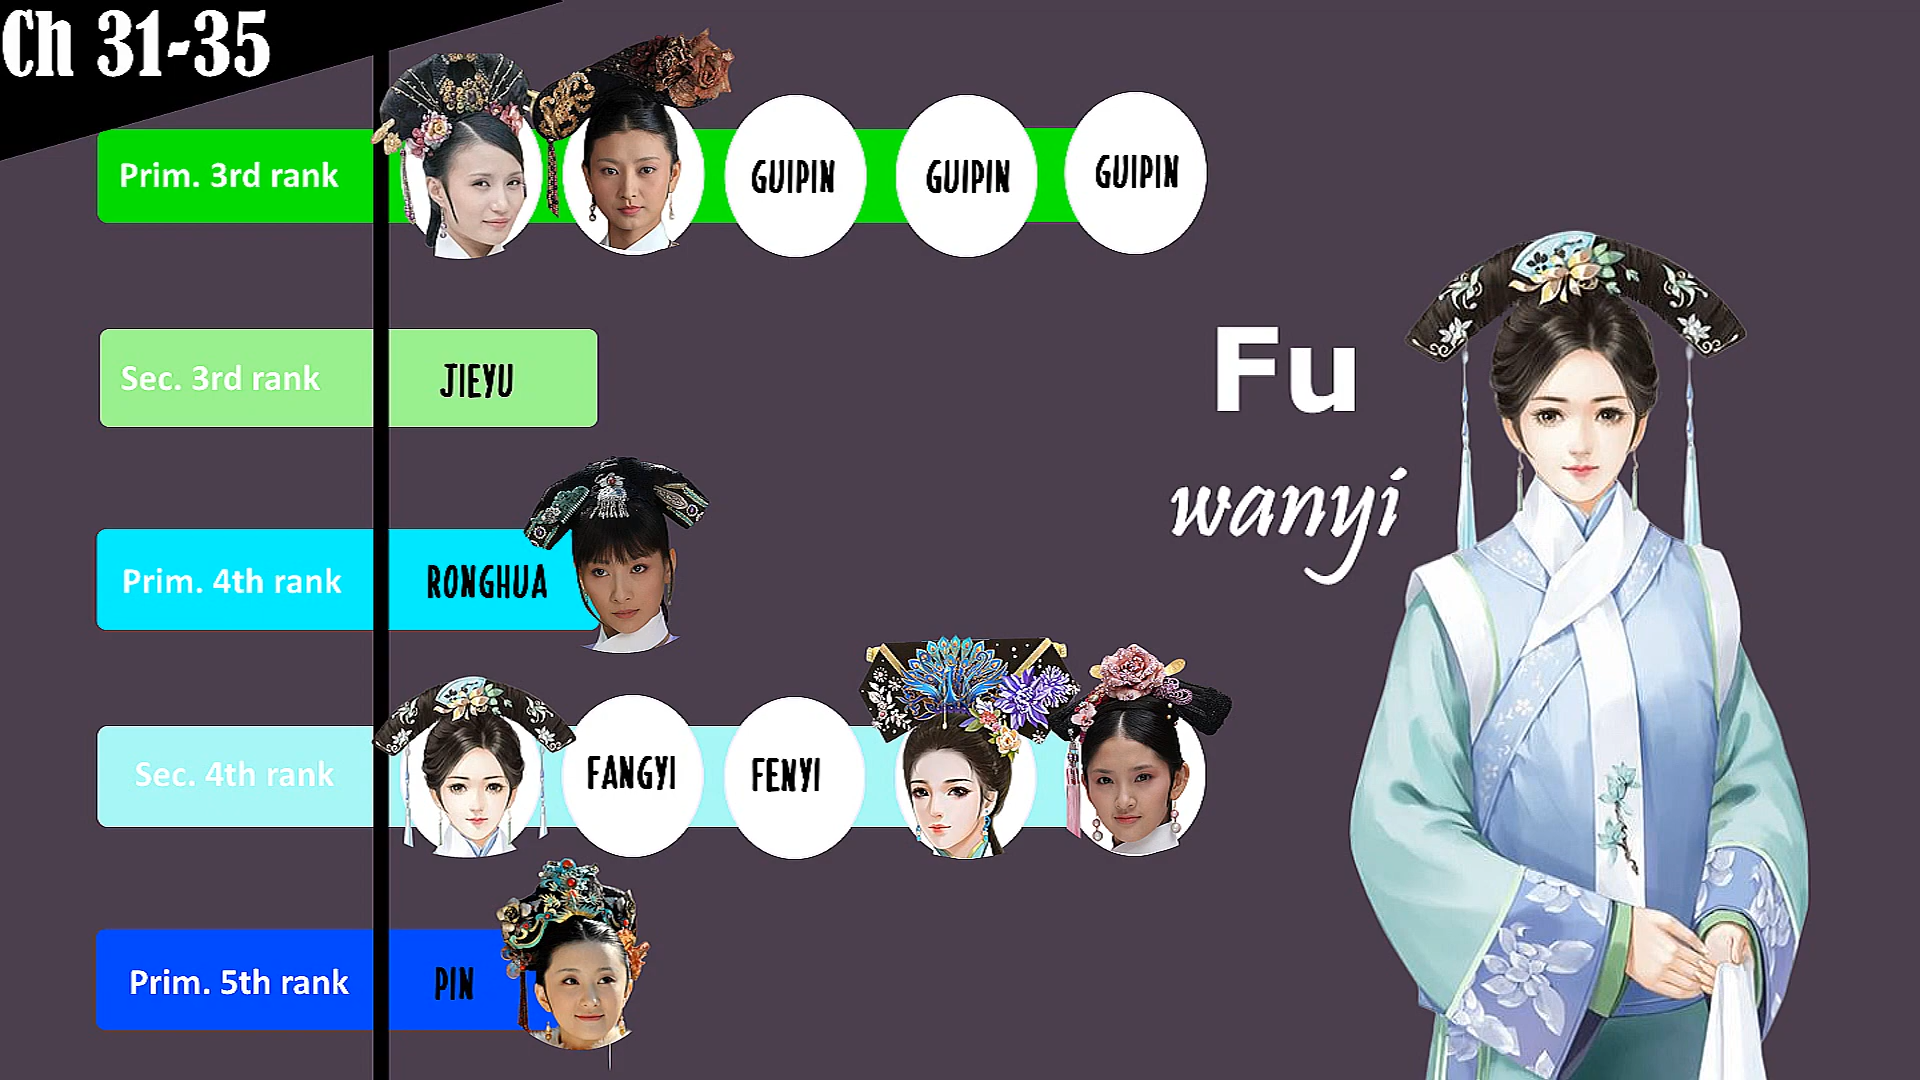 Ch 31-35
Prim. 3rd rank
GUIPIN
GUIPIN
GUIPIN
Sec. 3rd rank
JIEYU
Fu
wanyi
Prim. 4th rank
RONGHUA
Sec. 4th rank
FANGYI
FENYI
Prim. 5th rank
PIN